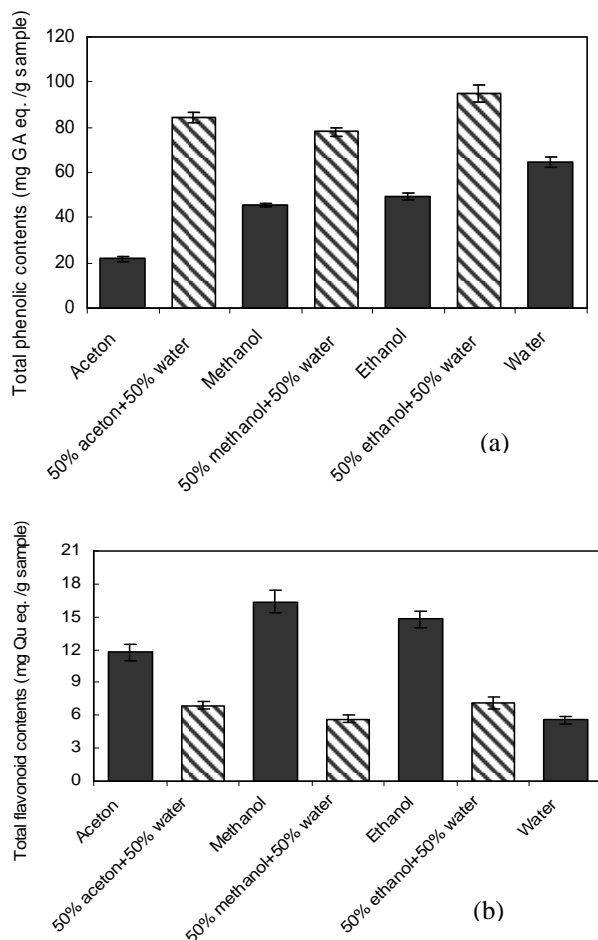 Total phenolic contents (mg GA eq. /g sample)
120
100
80
60
40
20
0
Aceton
50% aceton+50% water
Methanol
50% methanol+50% water
Ethanol
50% ethanol+50% water
Water
(a)
Total flavonoid contents (mg Qu eq. /g sample)
21
18
15
12
9
6
3
0
Aceton
50% aceton+50% water
Methanol
50% methanol+50% water
Ethanol
50% ethanol+50% water
Water
(b)